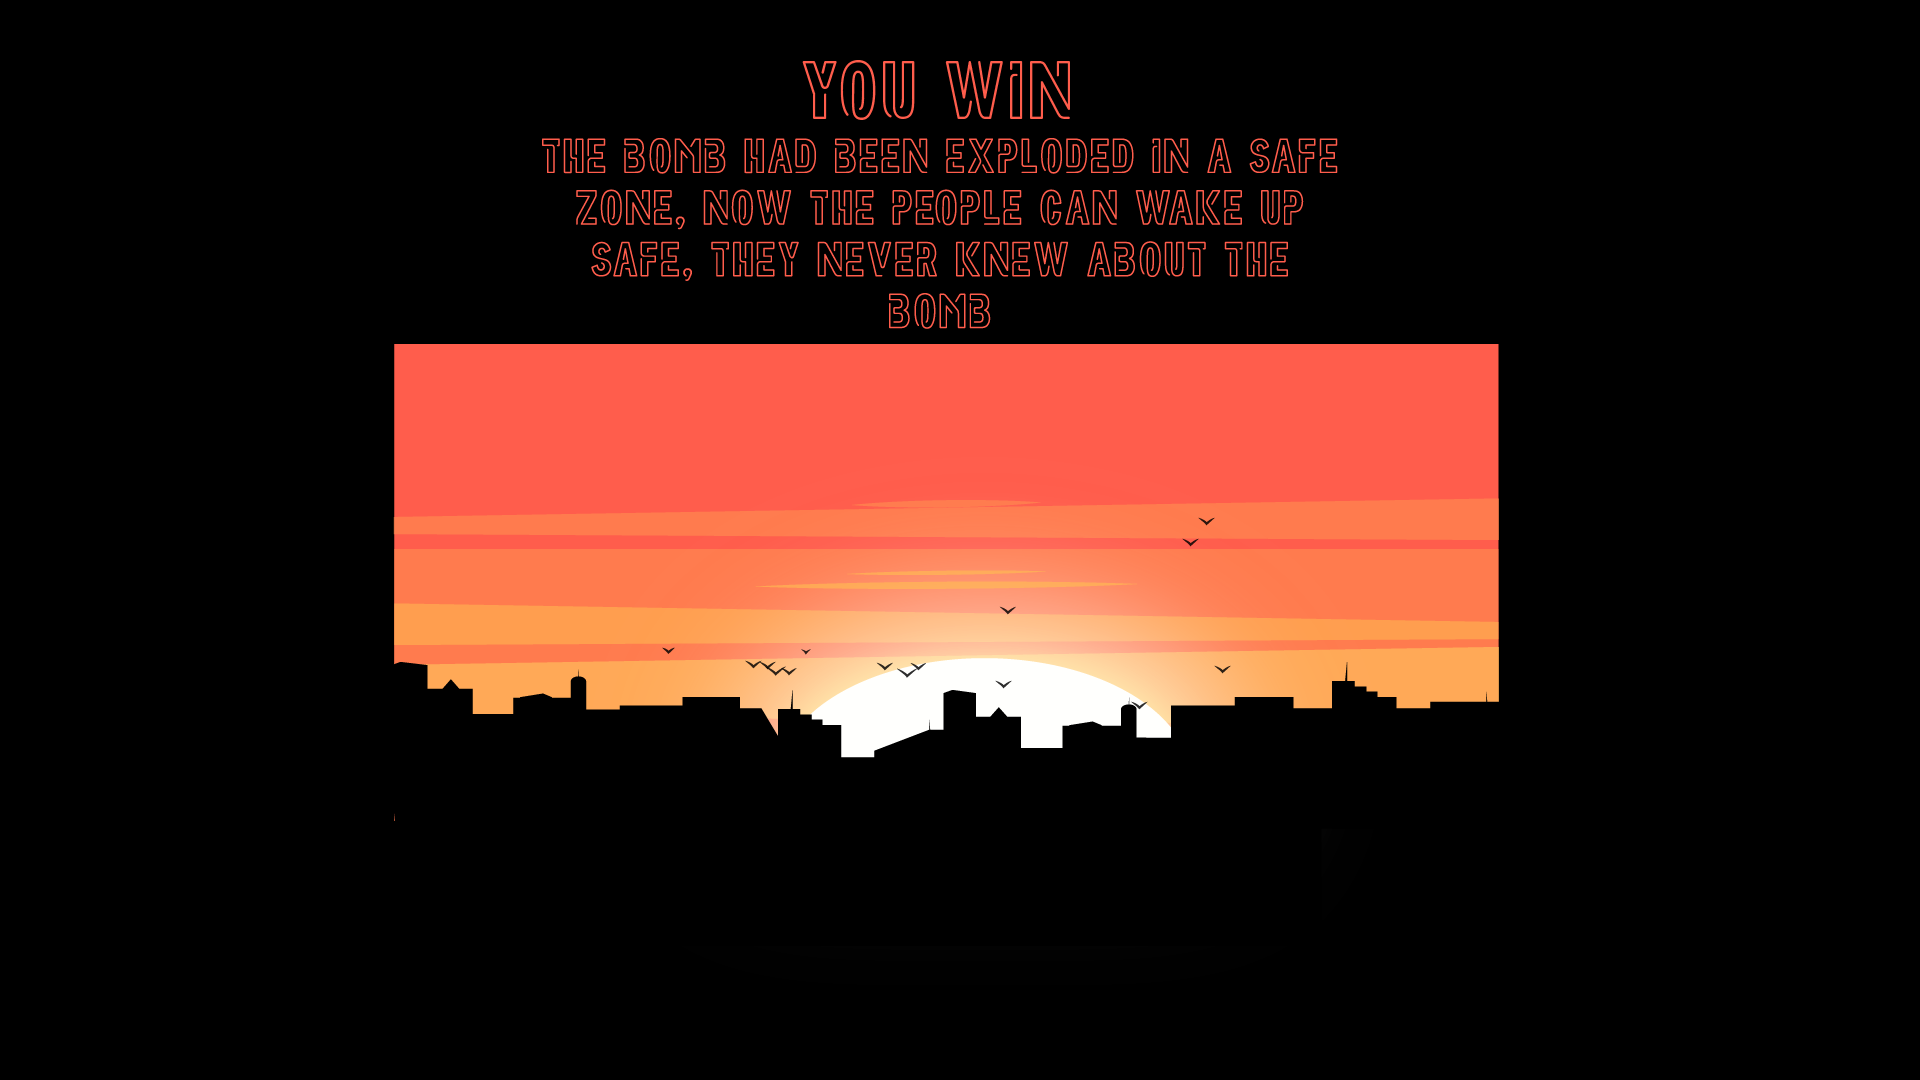 YOU WIN
THE BOMB HAD BEEN EXPLODED IN A SAFE
ZONE, NOW THE PEOPLE CAN WAKE UP
SAFE, THEY NEVER KNEW ABOUT THE
BOMB